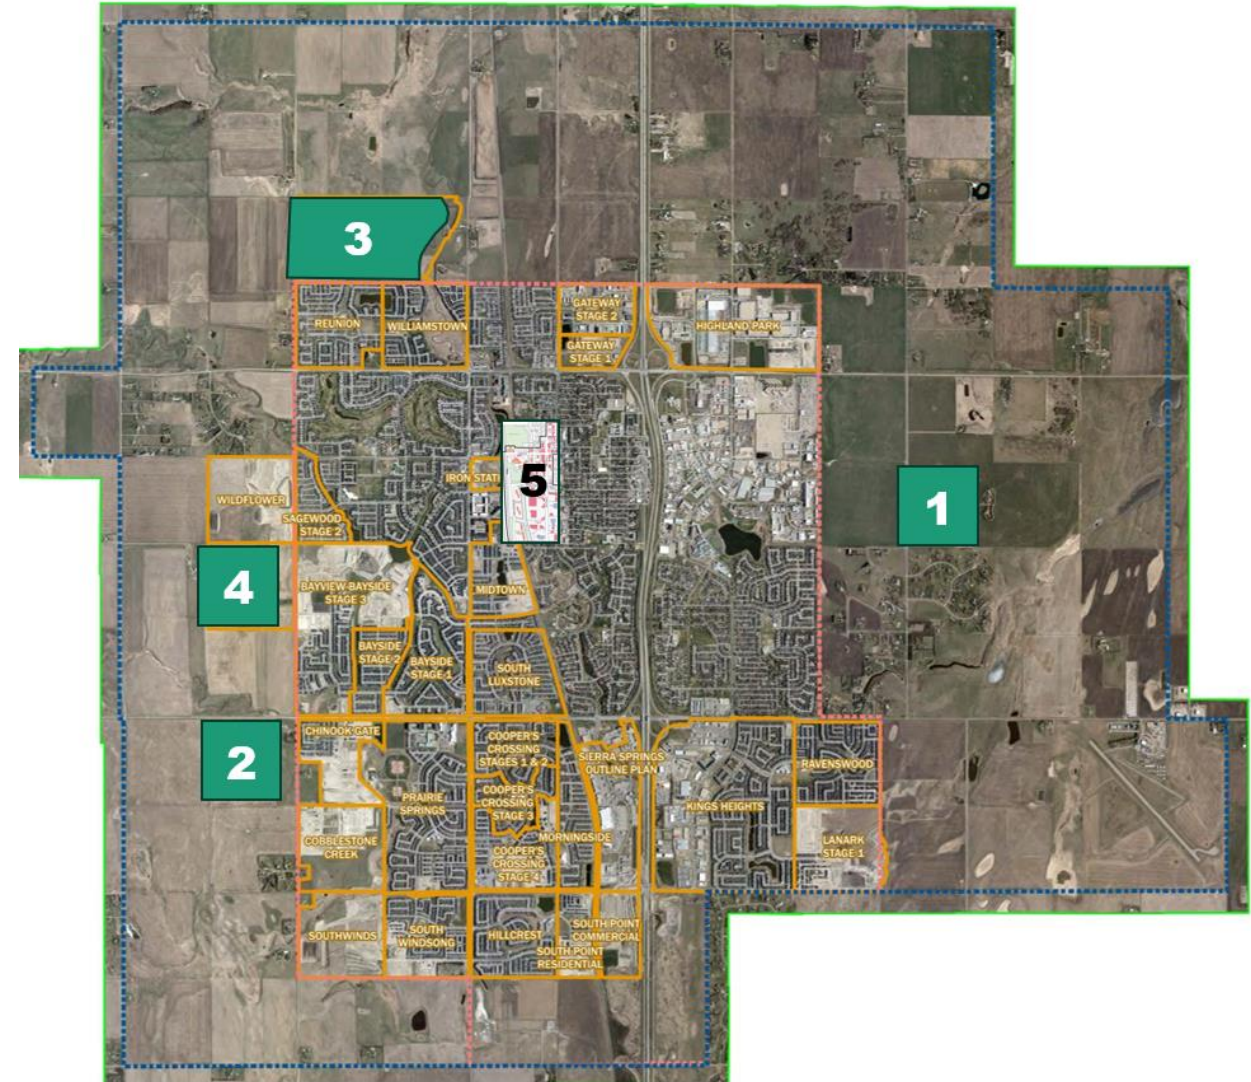 3
GATEWAY
STAGE 2
REUNION
WILLIAMSTOWN
HIGHLAND PARK
GATEWAY
STAGE 1
5
1
WILDFLOWER
SAGEWOOD
STAGE 2
4
BAYVIEW-BAYSIDE
STAGE 3
MIDTOWN
BAYSIDE
STAGE 2
BAYSIDE
STAGE 1
SOUTH
LUXSTONE
2
CHINOOK GATE
COOPER'S
CROSSING
STAGES 1 & 2
SIERRA SPRINGS
OUTLINE PLAN
RAVENSWOOD
PRAIRIE
SPRINGS
COOPER'S
CROSSING
STAGE 3
KINGS HEIGHTS
COBBLESTONE
CREEK
MORNINGSIDE
LANARK
STAGE 1
COOPER'S
CROSSING
STAGE 4
SOUTHWINDS
SOUTH
WINDSONG
HILLCREST
SOUTH POINT
COMMERCIAL
SOUTH POINT
RESIDENTIAL